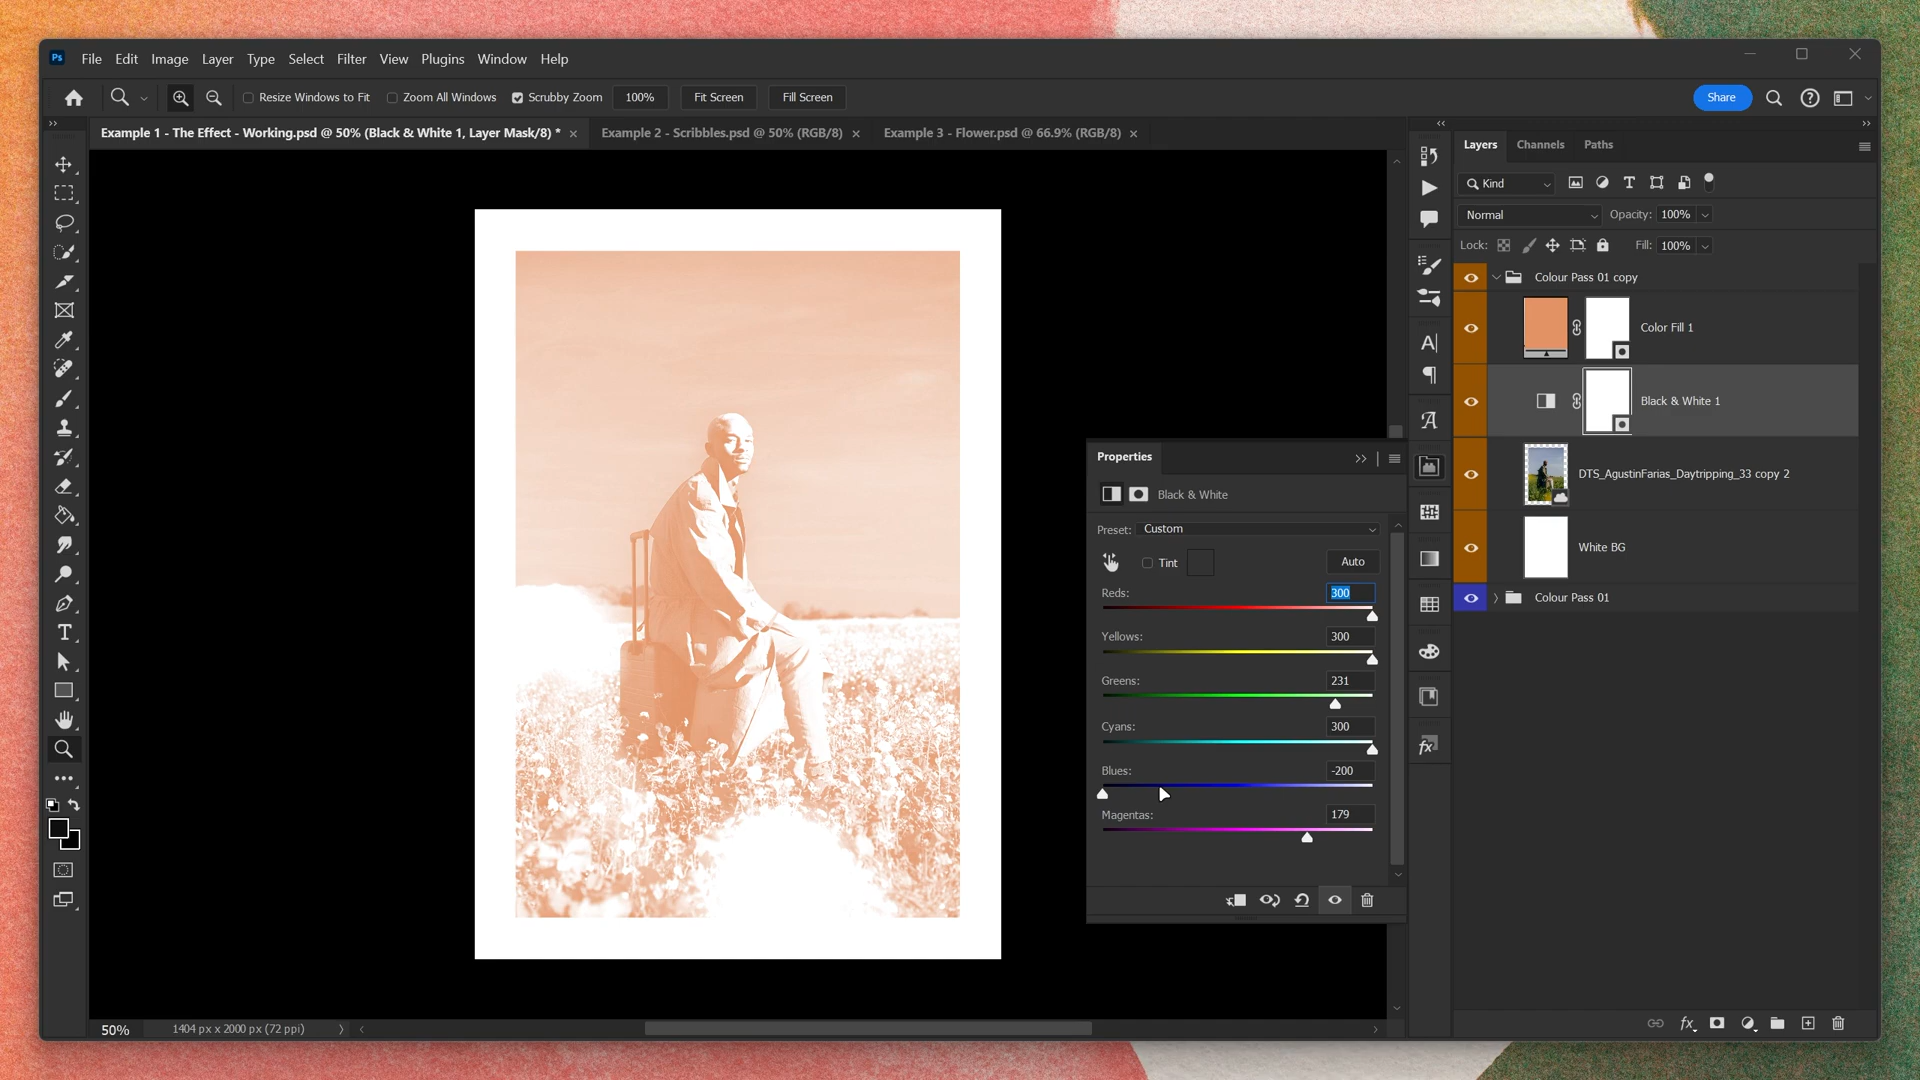 Ps File Edit Image Layer Type Select Filter View Plugins Window Help
Resize Windows to Fit Zoom All Windows Scrubby Zoom 100% Fit Screen Fill Screen Share
Example 1 - The Effect - Working.psd @ 50% (Black & White 1, Layer Mask/8) * Example 2 - Scribbles.psd @ 50% (RGB/8) Example 3 - Flower.psd @ 66.9% (RGB/8)
Layers Channels Paths
Kind
Normal Opacity: 100%
Lock: Fill: 100%
Colour Pass 01 copy
Color Fill 1
Black & White 1
DTS_AgustinFarias_Daytripping_33 copy 2
White BG
Colour Pass 01
Properties
Black & White
Preset: Custom
Tint Auto
Reds: 300
Yellows: 300
Greens: 231
Cyans: 300
Blues: -200
Magentas: 179
50% 1404 px x 2000 px (72 ppi)